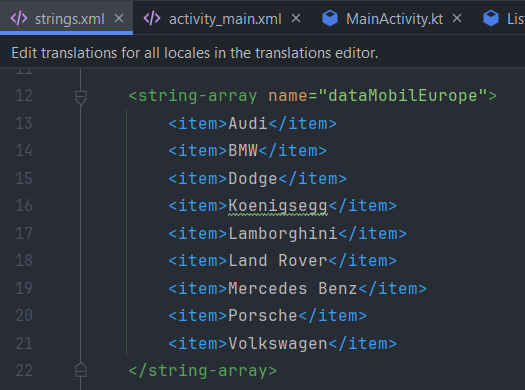 strings.xml activity_main.xml MainActivity.kt Lis
Edit translations for all locales in the translations editor.
11
12 <string-array name="dataMobilEurope">
13 <item>Audi</item>
14 <item>BMW</item>
15 <item>Dodge</item>
16 <item>Koenigsegg</item>
17 <item>Lamborghini</item>
18 <item>Land Rover</item>
19 <item>Mercedes Benz</item>
20 <item>Porsche</item>
21 <item>Volkswagen</item>
22 </string-array>